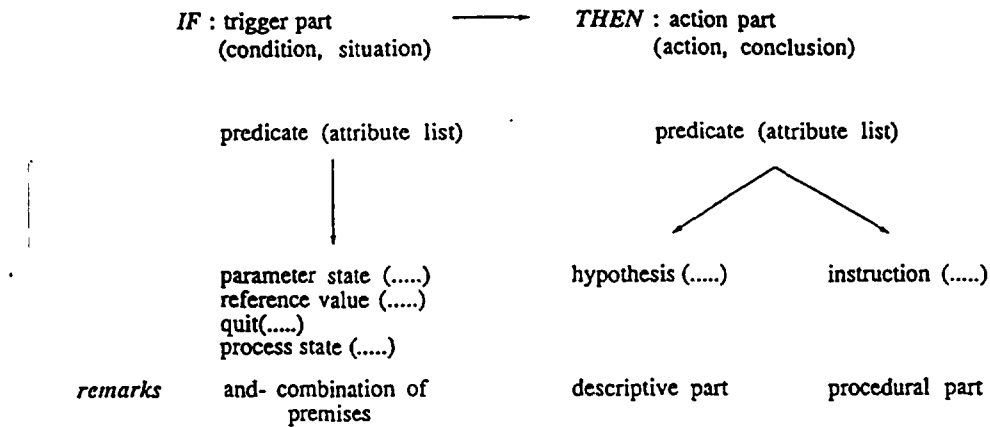 IF : trigger part THEN : action part
(condition, situation) (action, conclusion)
predicate (attribute list) predicate (attribute list)
parameter state (.....) hypothesis (.....) instruction (.....)
reference value (.....)
quit(.....)
process state (.....)
remarks and- combination of descriptive part procedural part
premises